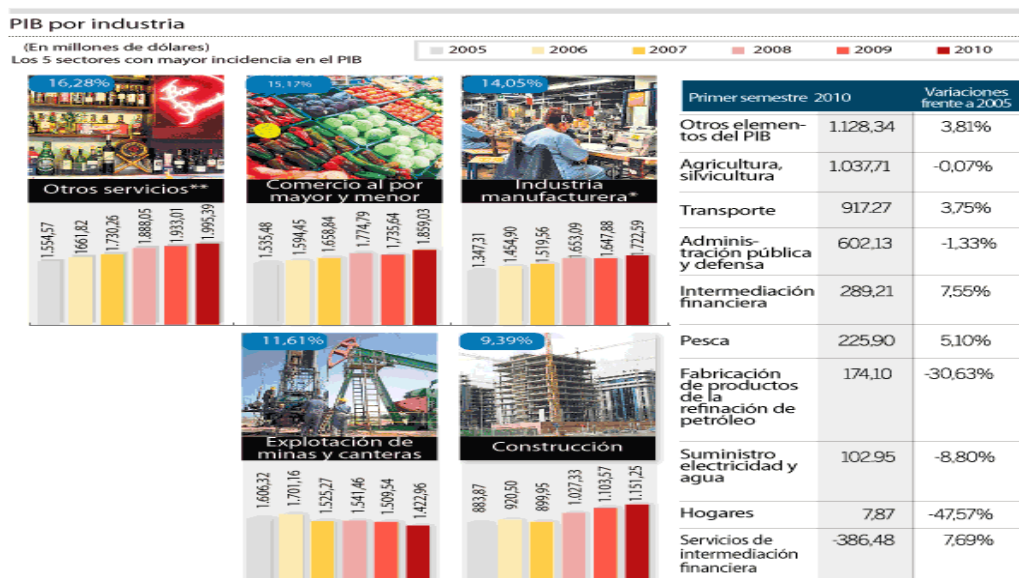 PIB por industria
(En millones de dólares)
Los 5 sectores con mayor incidencia en el PIB
2005 2006 2007 2008 2009 2010
16,28%
Otros servicios**
1.554,57 1661,82 1.730,26 1.888,05 1.933,01 1.995,39
15,17%
Comercio al por
mayor y menor
1.535,48 1.594,45 1.658,84 1.774,79 1,735,64 1.859,03
14,05%
Industria
manufacturera*
1.347,31 1.454,90 1.519,56 1.653,09 1.647,88 1.722,59
11,61%
Explotación de
minas y canteras
1.606,32 1.701,16 1.525,27 1.541,46 1.509,54 1.422,96
9,39%
Construcción
883,87 920,50 899,95 1.027,33 1.103,57 1.151,25
Primer semestre 2010
Variaciones
frente a 2005
Otros elemen-
tos del PIB
1.128,34 3,81%
Agricultura,
silvicultura
1.037,71 -0,07%
Transporte 917.27 3,75%
Adminis-
tración pública
y defensa
602,13 -1,33%
Intermediación
financiera
289,21 7,55%
Pesca 225,90 5,10%
Fabricación
de productos
de la
refinación de
petróleo
174,10 -30,63%
Suministro
electricidad y
agua
102.95 -8,80%
Hogares 7,87 -47,57%
Servicios de
intermediación
financiera
-386,48 7,69%